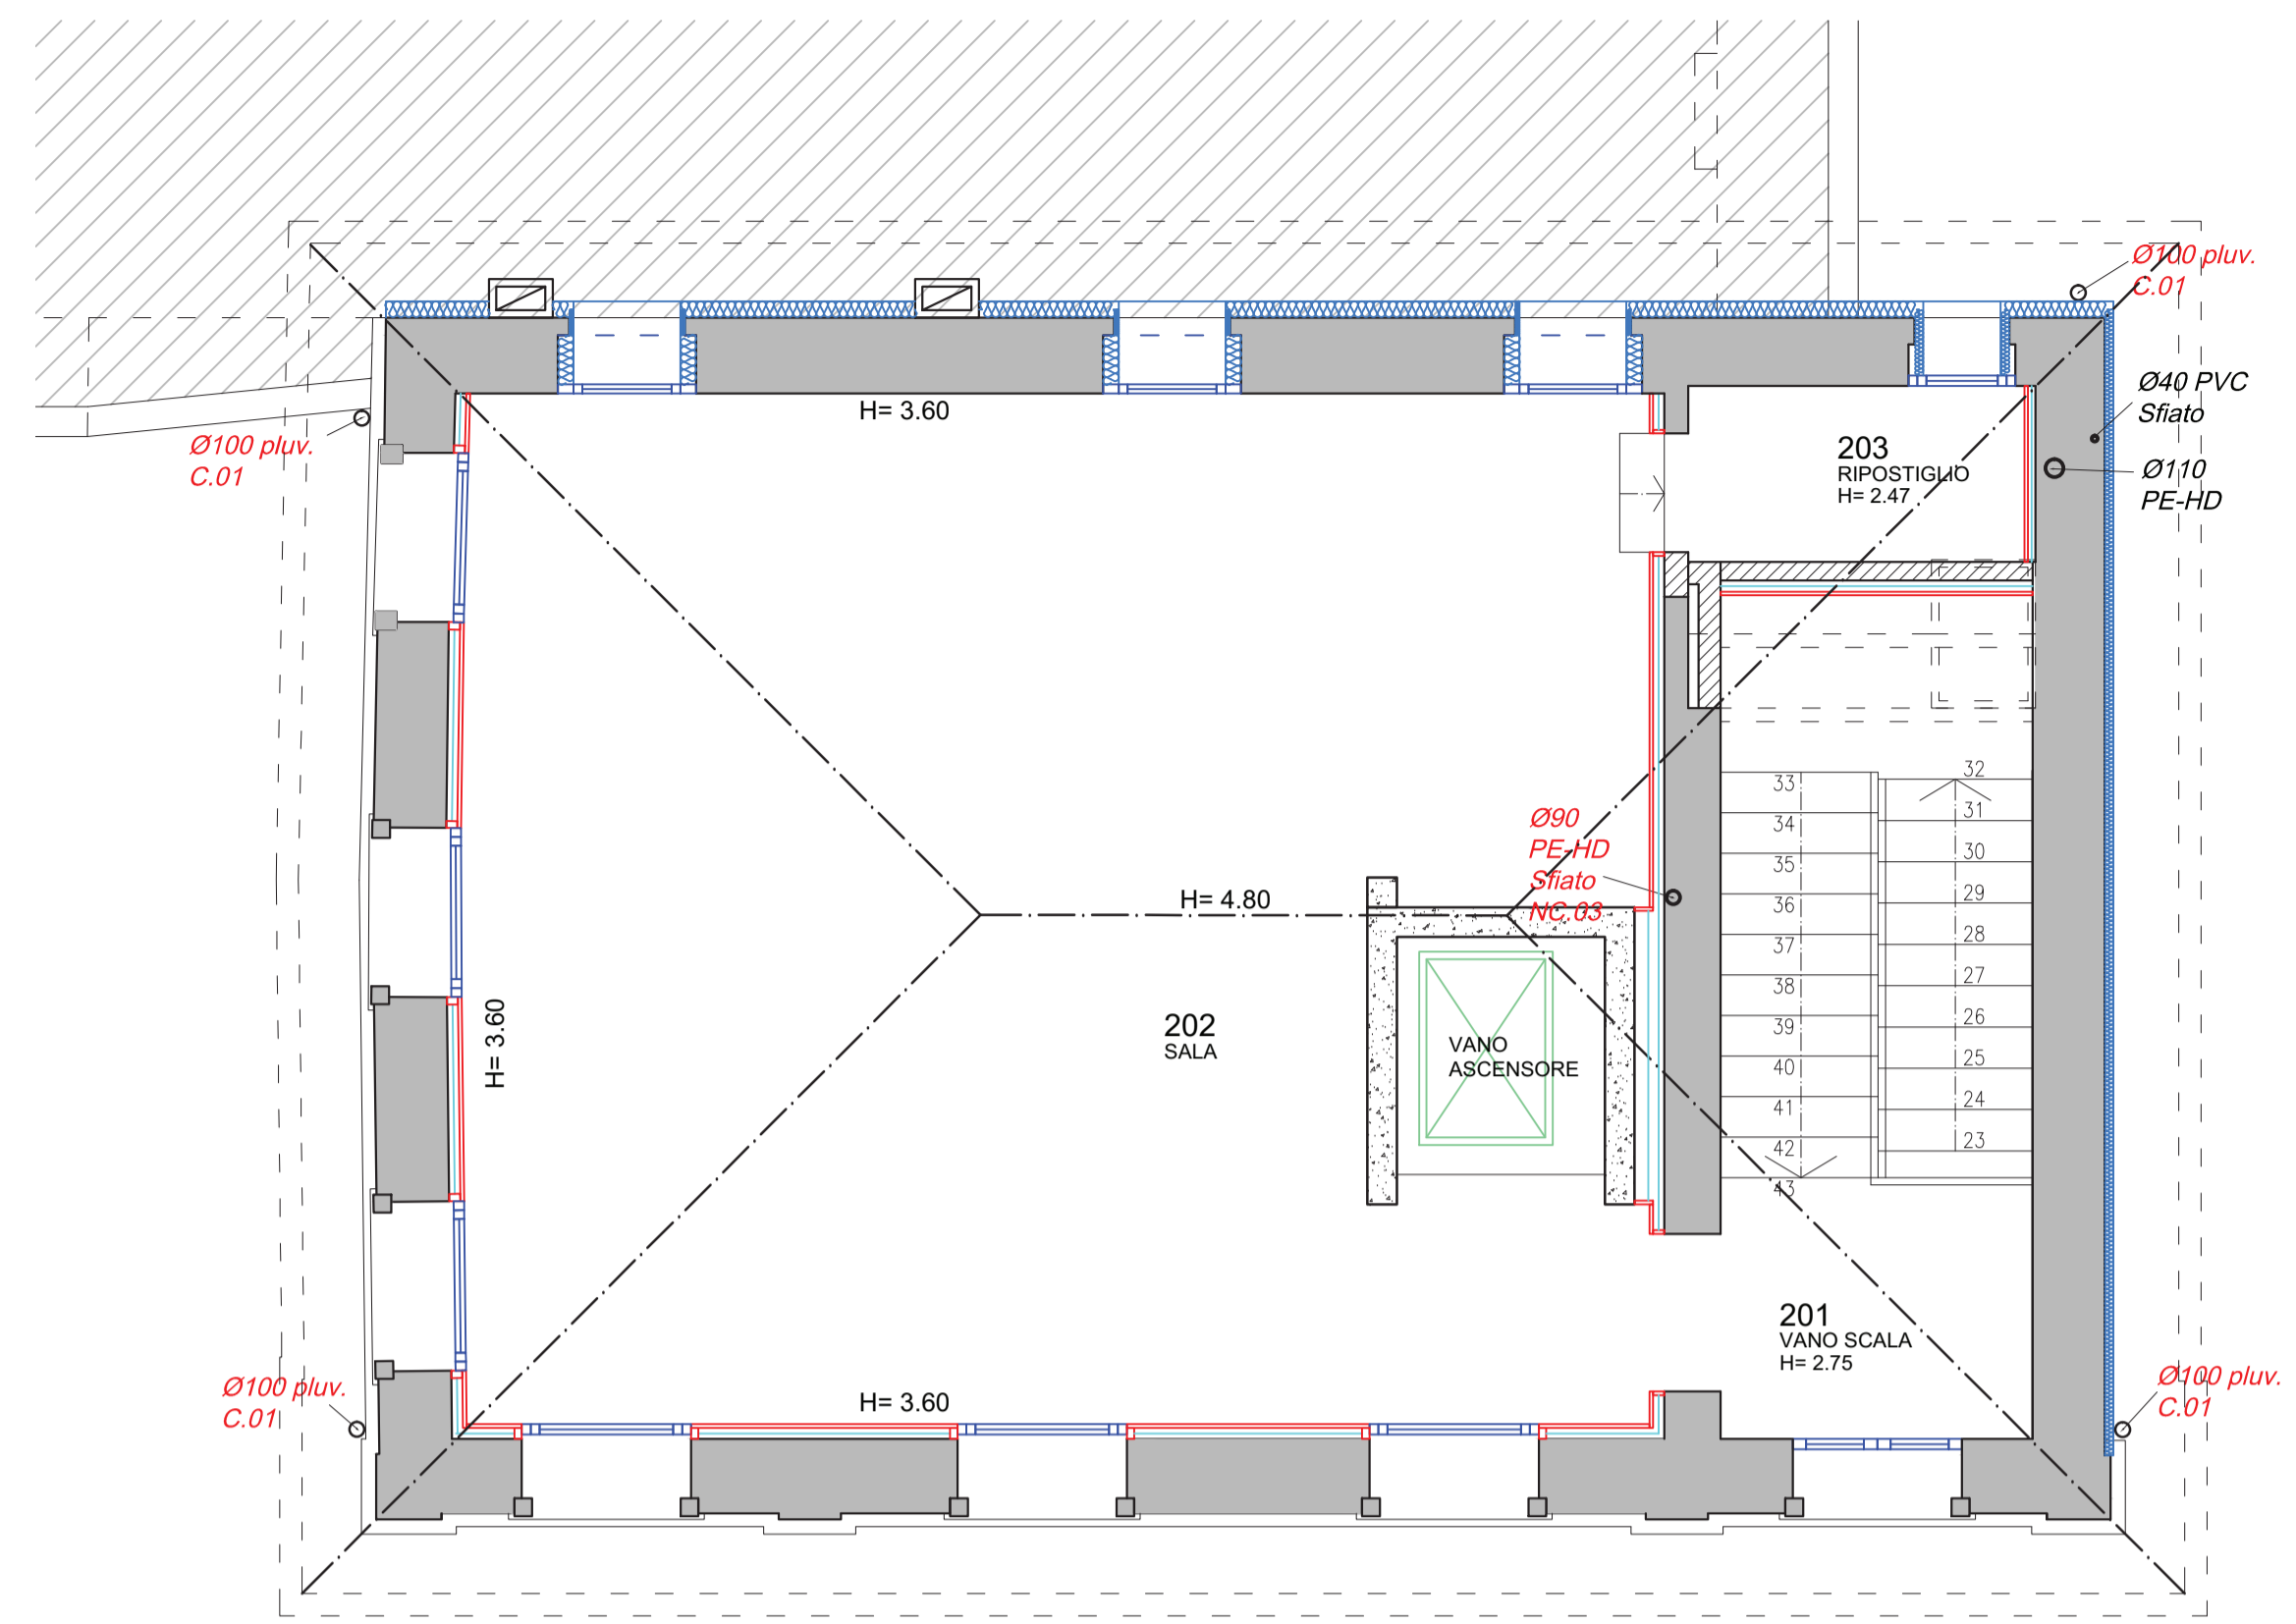 Ø100 pluv.
C.01
Ø40 PVC
Sfiato
Ø110
PE-HD
H= 3.60
Ø100 pluv.
C.01
203
RIPOSTIGLIO
H= 2.47
33
34
35
36
37
38
39
40
41
42
43
32
31
30
29
28
27
26
25
24
23
Ø90
PE-HD
Sfiato
NC.03
H= 4.80
H= 3.60
202
SALA
VANO
ASCENSORE
201
VANO SCALA
H= 2.75
Ø100 pluv.
C.01
H= 3.60
Ø100 pluv.
C.01